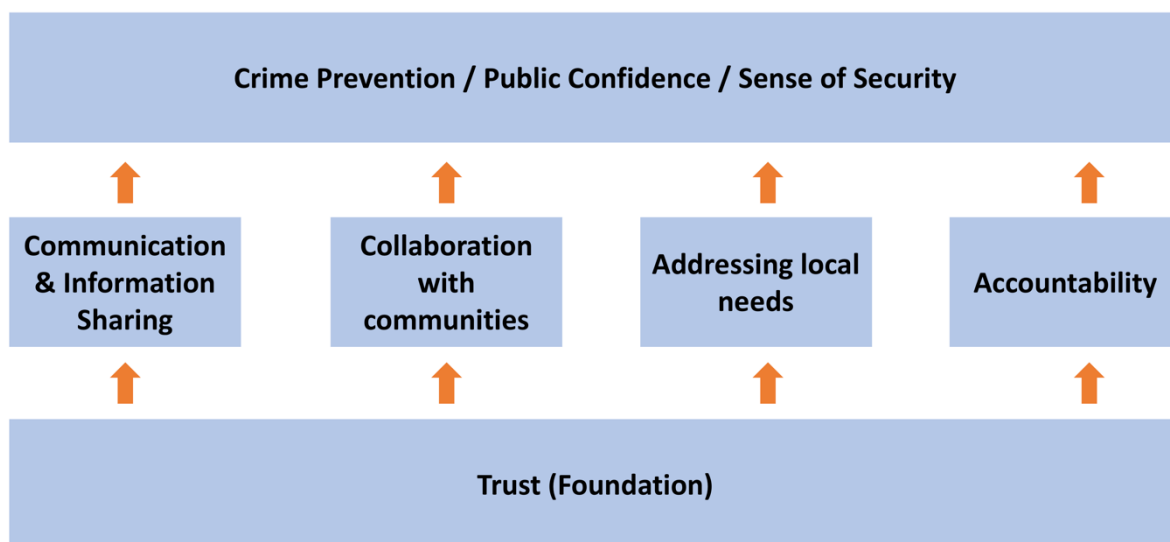 Crime Prevention / Public Confidence / Sense of Security
Communication
& Information
Sharing
Collaboration
with
communities
Addressing local
needs
Accountability
Trust (Foundation)